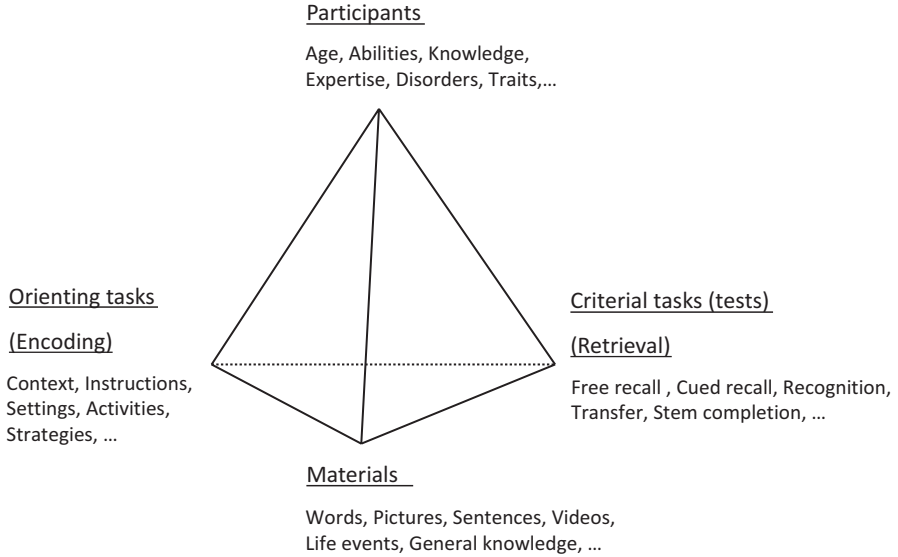 Participants
Age, Abilities, Knowledge,
Expertise, Disorders, Traits,...
Orienting tasks
(Encoding)
Context, Instructions,
Settings, Activities,
Strategies, ...
Criterial tasks (tests)
(Retrieval)
Free recall , Cued recall, Recognition,
Transfer, Stem completion, ...
Materials
Words, Pictures, Sentences, Videos,
Life events, General knowledge, ...